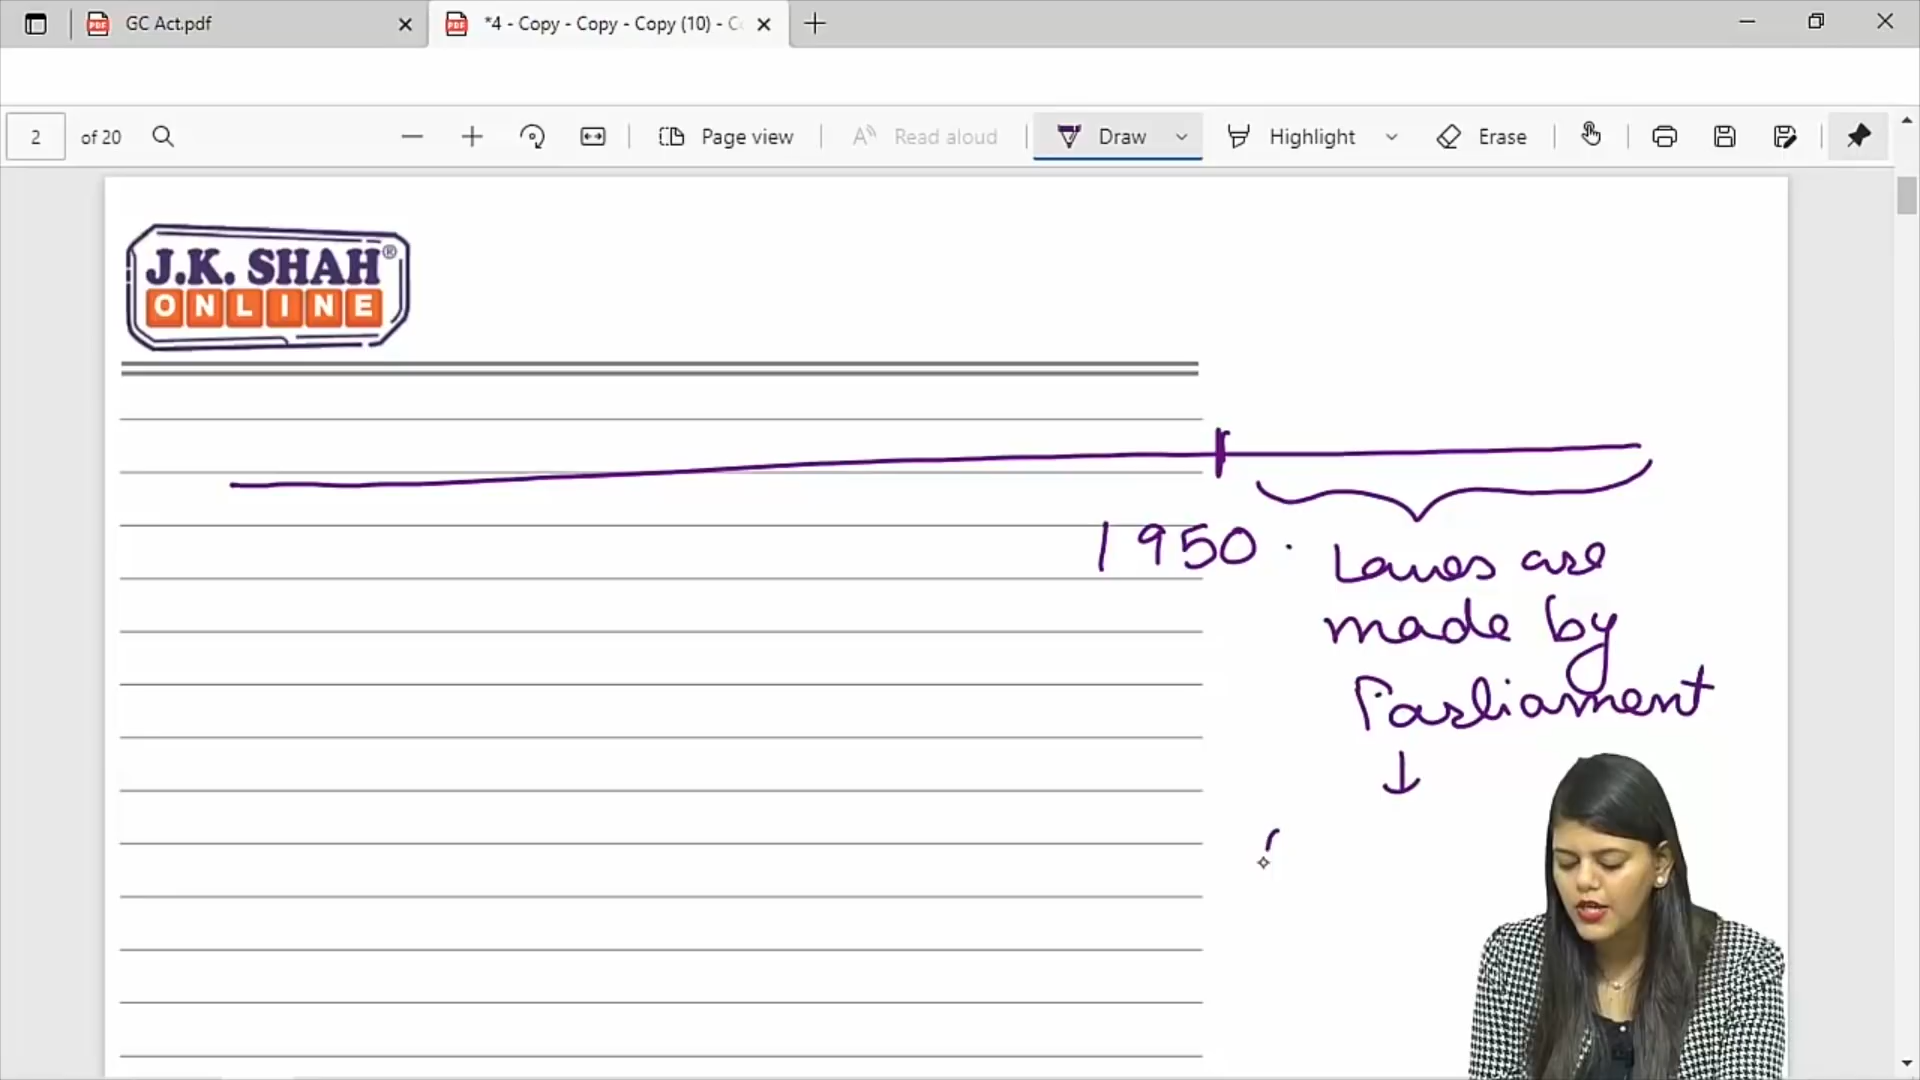 GC Act.pdf
*4 - Copy - Copy - Copy (10) - C
2 of 20
Page view
Read aloud
Draw
Highlight
Erase
J.K. SHAH®
ONLINE
1950.
Laws are
made by
Parliament